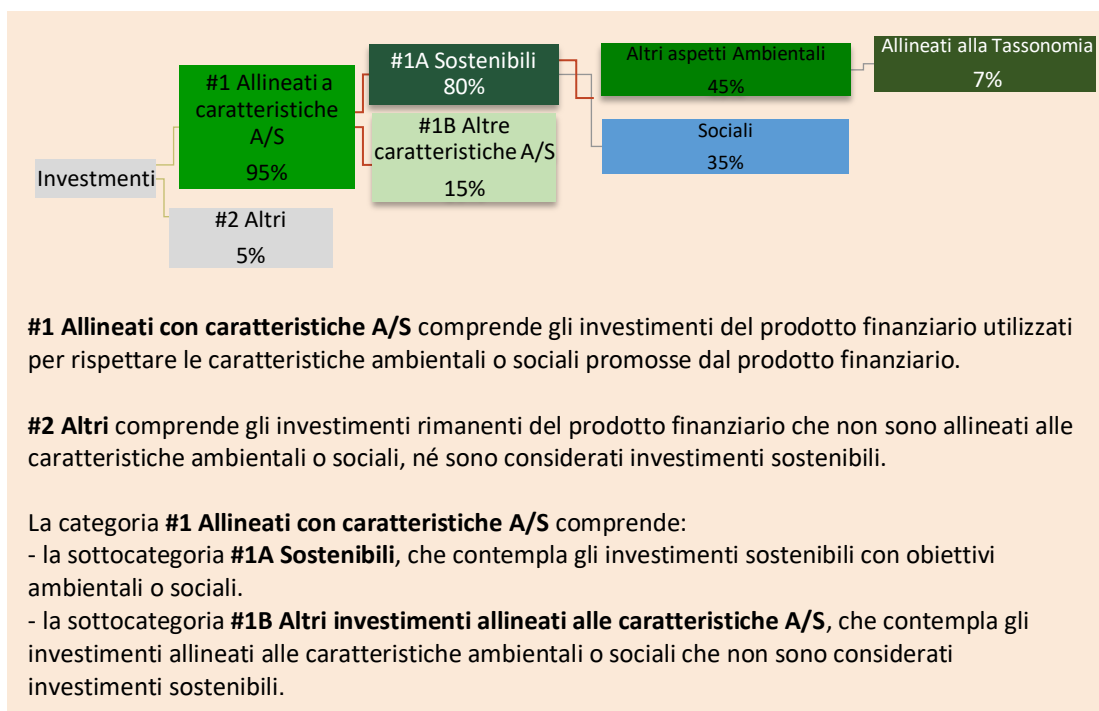 Investmenti
#1 Allineati a
caratteristiche
A/S
95%
#2 Altri
5%
#1A Sostenibili
80%
#1B Altre
caratteristiche A/S
15%
Altri aspetti Ambientali
45%
Sociali
35%
Allineati alla Tassonomia
7%
#1 Allineati con caratteristiche A/S comprende gli investimenti del prodotto finanziario utilizzati
per rispettare le caratteristiche ambientali o sociali promosse dal prodotto finanziario.
#2 Altri comprende gli investimenti rimanenti del prodotto finanziario che non sono allineati alle
caratteristiche ambientali o sociali, né sono considerati investimenti sostenibili.
La categoria #1 Allineati con caratteristiche A/S comprende:
- la sottocategoria #1A Sostenibili, che contempla gli investimenti sostenibili con obiettivi
ambientali o sociali.
- la sottocategoria #1B Altri investimenti allineati alle caratteristiche A/S, che contempla gli
investimenti allineati alle caratteristiche ambientali o sociali che non sono considerati
investimenti sostenibili.